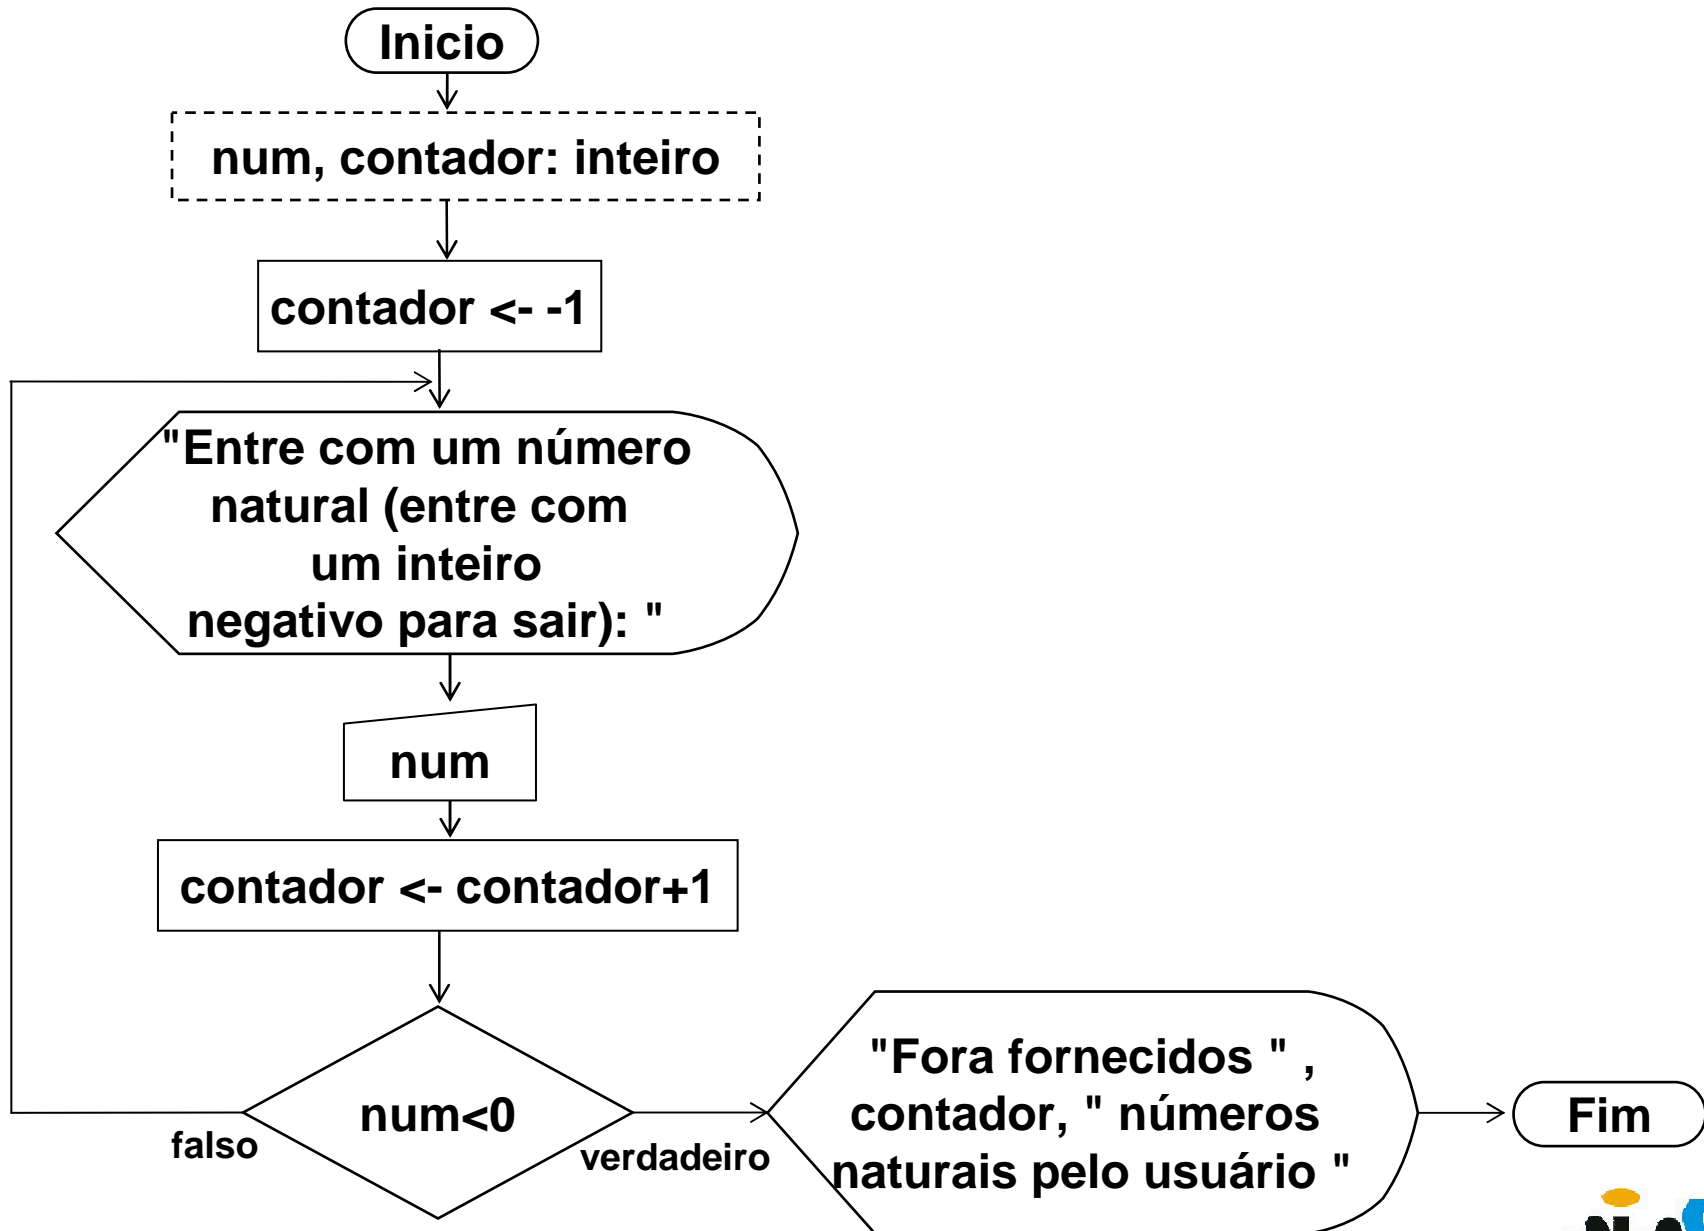 Inicio
num, contador: inteiro
contador <- -1
"Entre com um número
natural (entre com
um inteiro
negativo para sair): "
num
contador <- contador+1
num<0
falso
verdadeiro
"Fora fornecidos " ,
contador, " números
naturais pelo usuário "
Fim